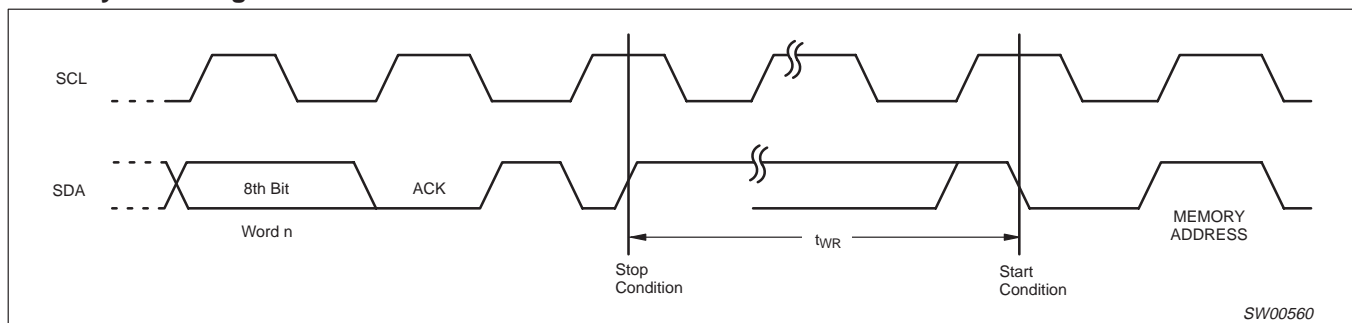 SCL
SDA
8th Bit
ACK
Word n
tWR
MEMORY
ADDRESS
Stop
Condition
Start
Condition
SW00560